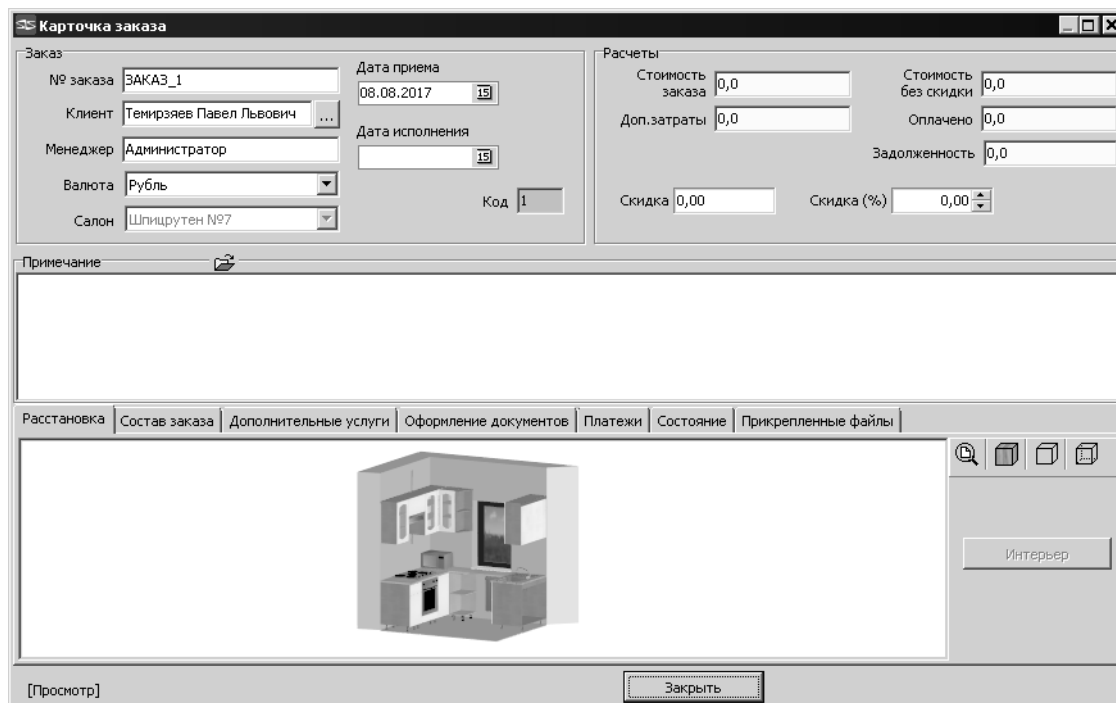 Карточка заказа
Заказ
№ заказа ЗАКАЗ_1
Клиент Темирзяев Павел Львович ...
Менеджер Администратор
Валюта Рубль
Салон Шпицрутен №7
Дата приема
08.08.2017 15
Дата исполнения
15
Код 1
Расчеты
Стоимость
заказа 0,0
Доп.затраты 0,0
Стоимость
без скидки 0,0
Оплачено 0,0
Задолженность 0,0
Скидка 0,00 Скидка (%) 0,00
Примечание
Расстановка Состав заказа Дополнительные услуги Оформление документов Платежи Состояние Прикрепленные файлы
Интерьер
[Просмотр] Закрыть